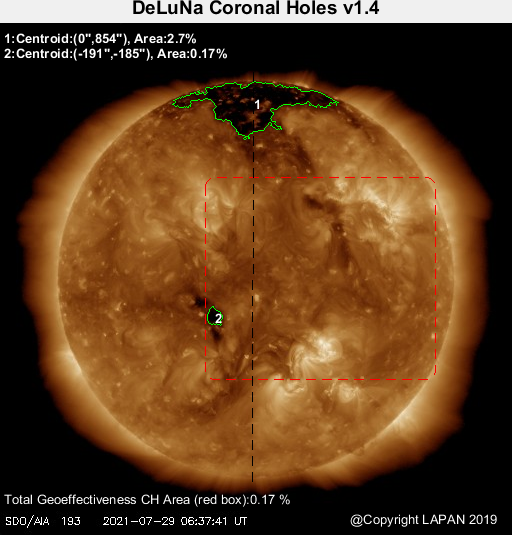 DeLuNa Coronal Holes v1.4
1:Centroid:(0",854"), Area:2.7%
2:Centroid:(-191",-185"), Area:0.17%
1
2
Total Geoeffectiveness CH Area (red box):0.17 %
SDO/AIA 193 2021-07-29 06:37:41 UT
@Copyright LAPAN 2019